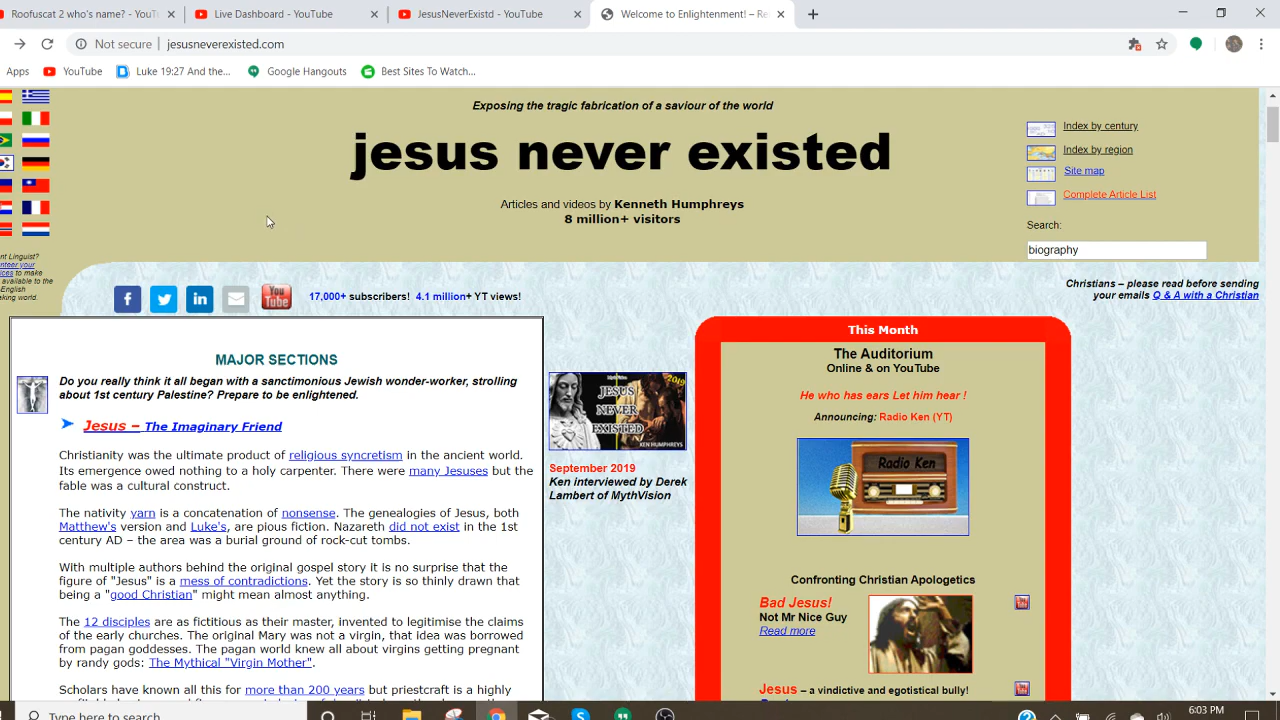 Roofuscat 2 who's name? - YouT
Live Dashboard - YouTube
JesusNeverExistd - YouTube
Welcome to Enlightenment! – Re
Not secure
jesusneverexisted.com
Apps
YouTube
Luke 19:27 And the...
Google Hangouts
Best Sites To Watch...
Exposing the tragic fabrication of a saviour of the world
jesus never existed
Articles and videos by Kenneth Humphreys
8 million+ visitors
Index by century
Index by region
Site map
Complete Article List
Search:
biography
nt Linguist?
to make
available to the
English
king world.
You
Tube
17,000+ subscribers! 4.1 million+ YT views!
Christians – please read before sending
your emails Q & A with a Christian
MAJOR SECTIONS
Do you really think it all began with a sanctimonious Jewish wonder-worker, strolling
about 1st century Palestine? Prepare to be enlightened.
Jesus – The Imaginary Friend
Christianity was the ultimate product of religious syncretism in the ancient world.
Its emergence owed nothing to a holy carpenter. There were many Jesuses but the
fable was a cultural construct.
The nativity yarn is a concatenation of nonsense. The genealogies of Jesus, both
Matthew's version and Luke's, are pious fiction. Nazareth did not exist in the 1st
century AD – the area was a burial ground of rock-cut tombs.
With multiple authors behind the original gospel story it is no surprise that the
figure of "Jesus" is a mess of contradictions. Yet the story is so thinly drawn that
being a "good Christian" might mean almost anything.
The 12 disciples are as fictitious as their master, invented to legitimise the claims
of the early churches. The original Mary was not a virgin, that idea was borrowed
from pagan goddesses. The pagan world knew all about virgins getting pregnant
by randy gods: The Mythical "Virgin Mother".
Scholars have known all this for more than 200 years but priestcraft is a highly
2019
JESUS
NEVER
EXISTED
KEN HUMPHREYS
September 2019
Ken interviewed by Derek
Lambert of MythVision
This Month
The Auditorium
Online & on YouTube
He who has ears Let him hear !
Announcing: Radio Ken (YT)
Radio Ken
Confronting Christian Apologetics
Bad Jesus!
Not Mr Nice Guy
Read more
Jesus – a vindictive and egotistical bully!
Type here to search
6:03 PM